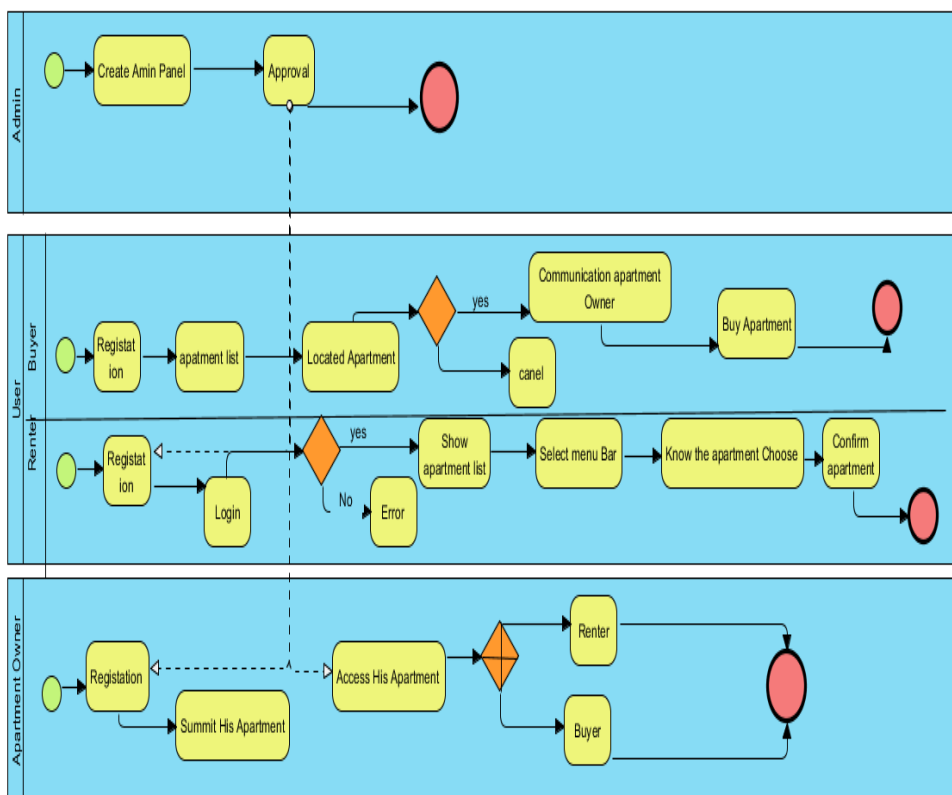 Admin
Create Amin Panel
Approval
User
Buyer
Registat
ion
apatment list
Located Apartment
yes
canel
Communication apartment
Owner
Buy Apartment
Renter
Registat
ion
Login
yes
No
Error
Show
apartment list
Select menu Bar
Know the apartment Choose
Confirm
apartment
Apartment Owner
Registation
Summit His Apartment
Access His Apartment
Renter
Buyer